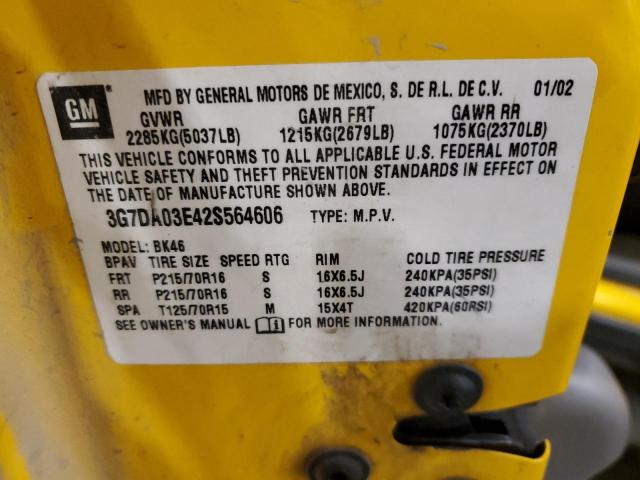 GM
MFD BY GENERAL MOTORS DE MEXICO, S. DE R.L. DE C.V. 01/02
GVWR GAWR FRT GAWR RR
2285KG(5037LB) 1215KG(2679LB) 1075KG(2370LB)
THIS VEHICLE CONFORMS TO ALL APPLICABLE U.S. FEDERAL MOTOR
VEHICLE SAFETY AND THEFT PREVENTION STANDARDS IN EFFECT ON
THE DATE OF MANUFACTURE SHOWN ABOVE.
3G7DA03E42S564606 TYPE: M.P.V.
MODEL: BK46
BPAV TIRE SIZE SPEED RTG RIM COLD TIRE PRESSURE
FRT P215/70R16 S 16X6.5J 240KPA(35PSI)
RR P215/70R16 S 16X6.5J 240KPA(35PSI)
SPA T125/70R15 M 15X4T 420KPA(60PSI)
SEE OWNER'S MANUAL FOR MORE INFORMATION.